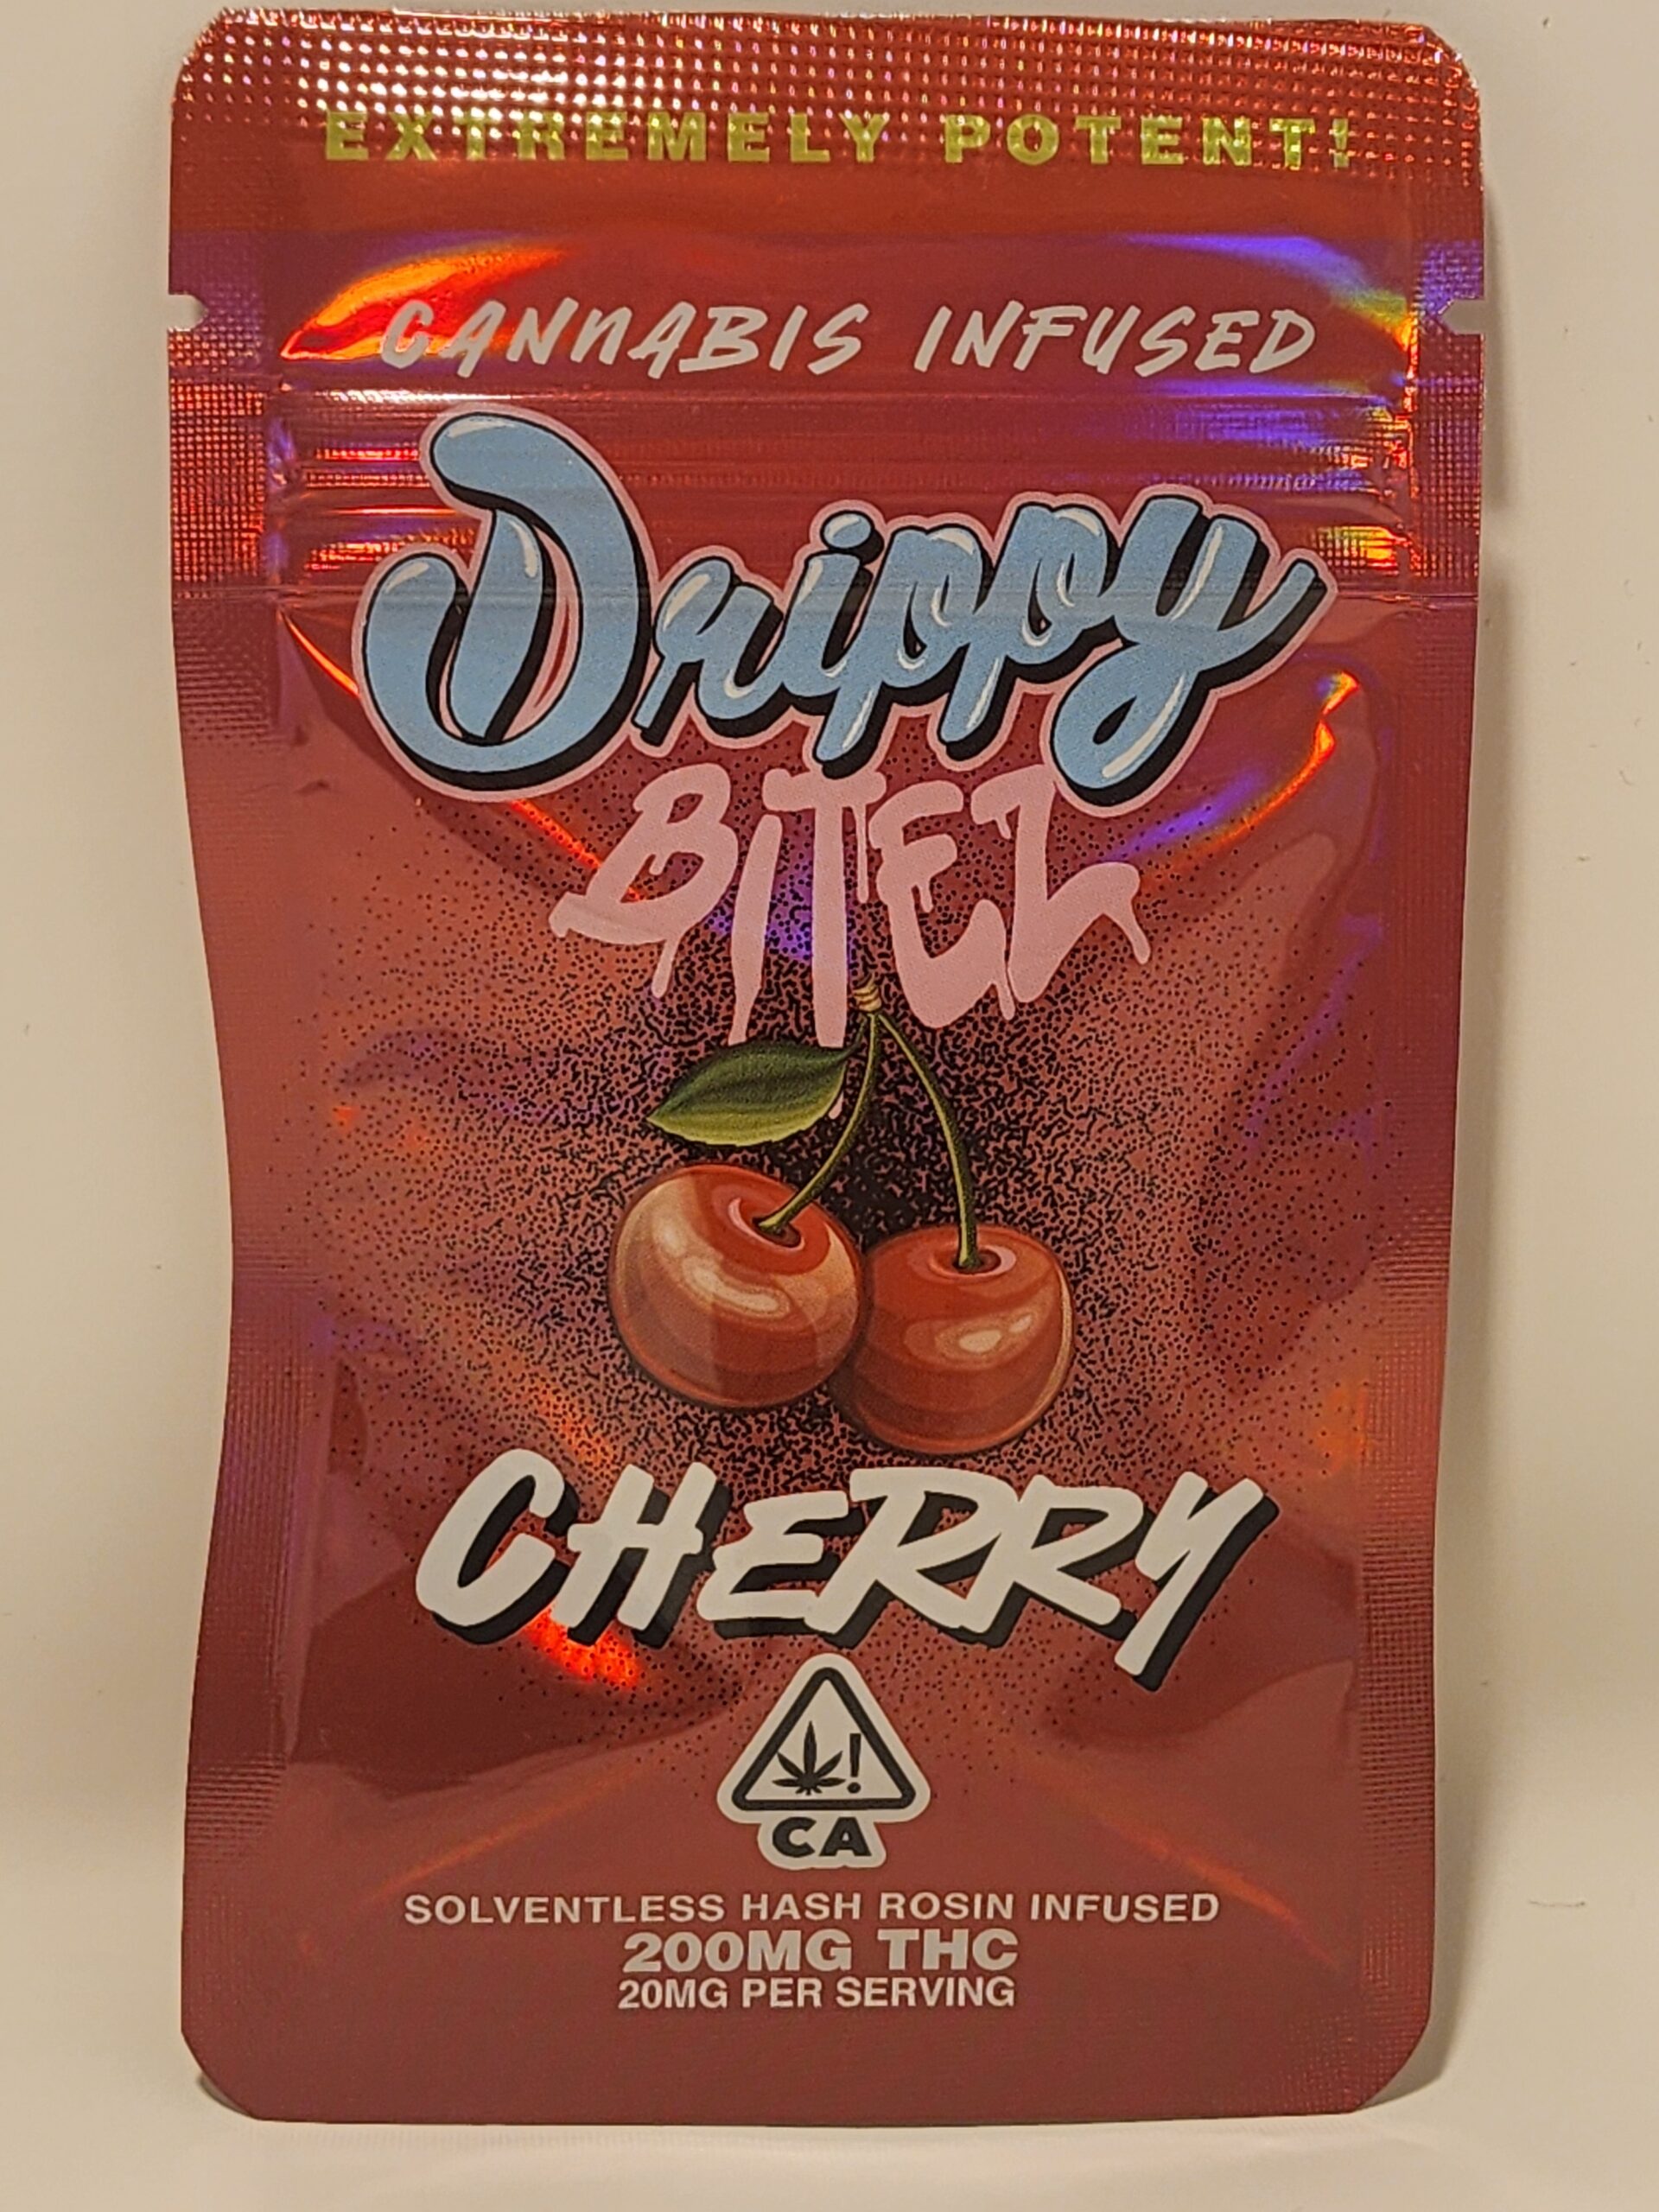 EXTREMELY POTENT!
CANNABIS INFUSED
Drippy
BITEZ
CHERRY
!
CA
SOLVENTLESS HASH ROSIN INFUSED
200MG THC
20MG PER SERVING